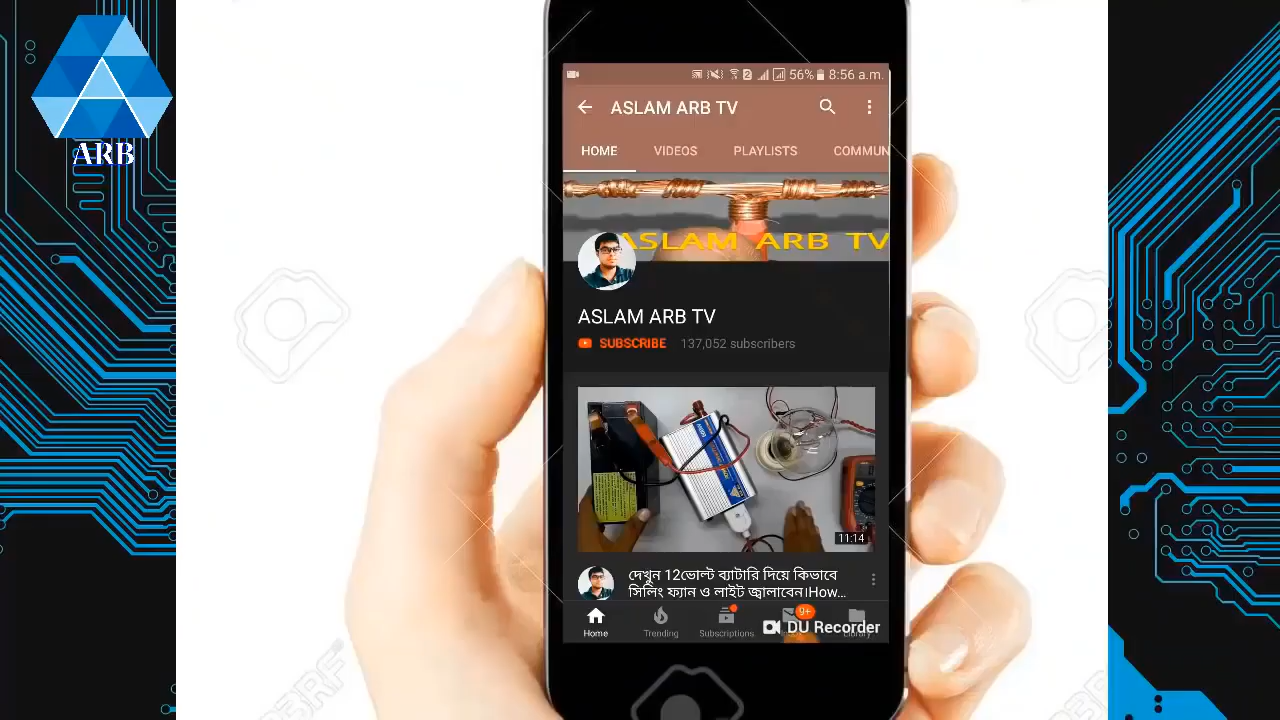 ARB
56% 8:56 a.m.
ASLAM ARB TV
HOME VIDEOS PLAYLISTS COMMUN
ASLAM ARB TV
ASLAM ARB TV
SUBSCRIBE 137,052 subscribers
11:14
দেখুন 12ভোল্ট ব্যাটারি দিয়ে কিভাবে
সিলিং ফ্যান ও লাইট জ্বালাবেন।How...
9+
Home Trending Subscriptions Library
DU Recorder